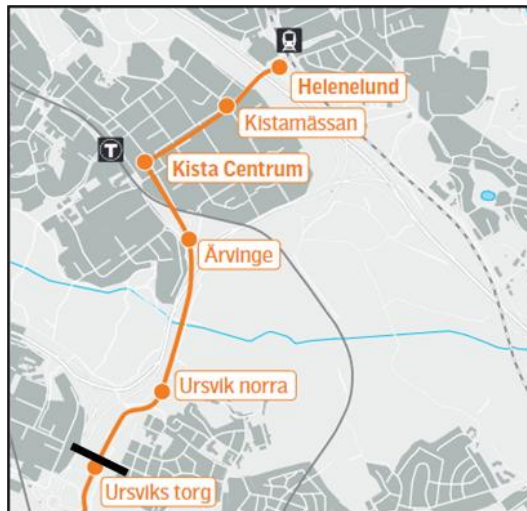 Helenelund
Kistamässan
T
Kista Centrum
Ärvinge
Ursvik norra
Ursviks torg